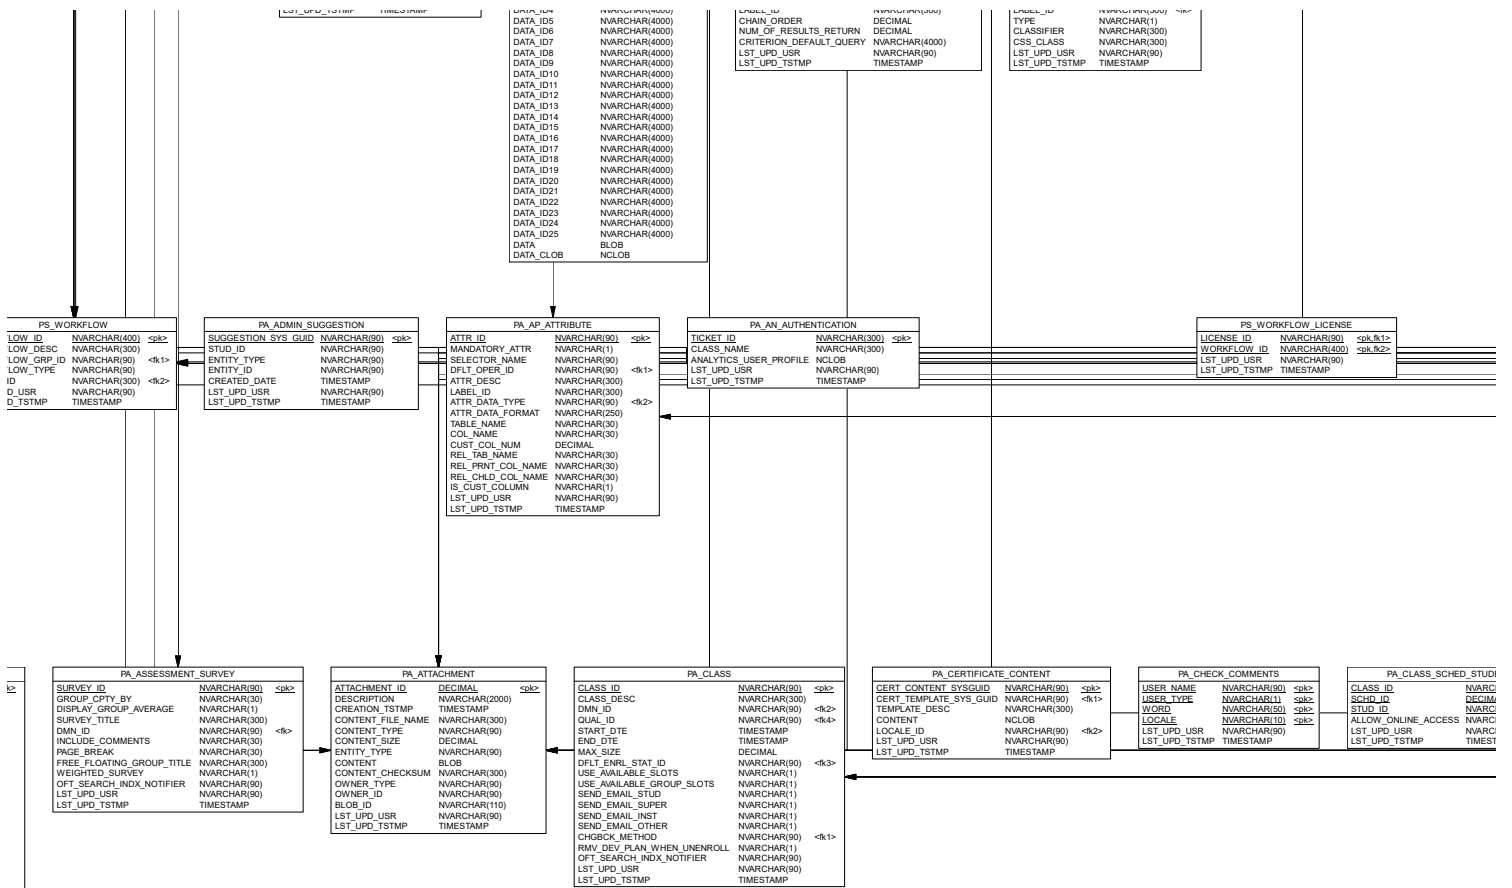 LST_UPD_TSTMP TIMESTAMP
DATA_ID4 NVARCHAR(4000)
DATA_ID5 NVARCHAR(4000)
DATA_ID6 NVARCHAR(4000)
DATA_ID7 NVARCHAR(4000)
DATA_ID8 NVARCHAR(4000)
DATA_ID9 NVARCHAR(4000)
DATA_ID10 NVARCHAR(4000)
DATA_ID11 NVARCHAR(4000)
DATA_ID12 NVARCHAR(4000)
DATA_ID13 NVARCHAR(4000)
DATA_ID14 NVARCHAR(4000)
DATA_ID15 NVARCHAR(4000)
DATA_ID16 NVARCHAR(4000)
DATA_ID17 NVARCHAR(4000)
DATA_ID18 NVARCHAR(4000)
DATA_ID19 NVARCHAR(4000)
DATA_ID20 NVARCHAR(4000)
DATA_ID21 NVARCHAR(4000)
DATA_ID22 NVARCHAR(4000)
DATA_ID23 NVARCHAR(4000)
DATA_ID24 NVARCHAR(4000)
DATA_ID25 NVARCHAR(4000)
DATA BLOB
DATA_CLOB NCLOB
LABEL_ID NVARCHAR(300)
CHAIN_ORDER DECIMAL
NUM_OF_RESULTS_RETURN DECIMAL
CRITERION_DEFAULT_QUERY NVARCHAR(4000)
LST_UPD_USR NVARCHAR(90)
LST_UPD_TSTMP TIMESTAMP
LABEL_ID NVARCHAR(300) <fk>
TYPE NVARCHAR(1)
CLASSIFIER NVARCHAR(300)
CSS_CLASS NVARCHAR(300)
LST_UPD_USR NVARCHAR(90)
LST_UPD_TSTMP TIMESTAMP
PS_WORKFLOW
LOW_ID NVARCHAR(400) <pk>
LOW_DESC NVARCHAR(300)
LOW_GRP_ID NVARCHAR(90) <fk1>
LOW_TYPE NVARCHAR(90)
ID NVARCHAR(300) <fk2>
D_USR NVARCHAR(90)
D_TSTMP TIMESTAMP
PA_ADMIN_SUGGESTION
SUGGESTION_SYS_GUID NVARCHAR(90) <pk>
STUD_ID NVARCHAR(90)
ENTITY_TYPE NVARCHAR(90)
ENTITY_ID NVARCHAR(90)
CREATED_DATE TIMESTAMP
LST_UPD_USR NVARCHAR(90)
LST_UPD_TSTMP TIMESTAMP
PA_AP_ATTRIBUTE
ATTR_ID NVARCHAR(90) <pk>
MANDATORY_ATTR NVARCHAR(1)
SELECTOR_NAME NVARCHAR(90)
DFLT_OPER_ID NVARCHAR(90) <fk1>
ATTR_DESC NVARCHAR(300)
LABEL_ID NVARCHAR(300)
ATTR_DATA_TYPE NVARCHAR(90) <fk2>
ATTR_DATA_FORMAT NVARCHAR(250)
TABLE_NAME NVARCHAR(30)
COL_NAME NVARCHAR(30)
CUST_COL_NUM DECIMAL
REL_TAB_NAME NVARCHAR(30)
REL_PRNT_COL_NAME NVARCHAR(30)
REL_CHLD_COL_NAME NVARCHAR(30)
IS_CUST_COLUMN NVARCHAR(1)
LST_UPD_USR NVARCHAR(90)
LST_UPD_TSTMP TIMESTAMP
PA_AN_AUTHENTICATION
TICKET_ID NVARCHAR(300) <pk>
CLASS_NAME NVARCHAR(300)
ANALYTICS_USER_PROFILE NCLOB
LST_UPD_USR NVARCHAR(90)
LST_UPD_TSTMP TIMESTAMP
PS_WORKFLOW_LICENSE
LICENSE_ID NVARCHAR(90) <pk,fk1>
WORKFLOW_ID NVARCHAR(400) <pk,fk2>
LST_UPD_USR NVARCHAR(90)
LST_UPD_TSTMP TIMESTAMP
k>
PA_ASSESSMENT_SURVEY
SURVEY_ID NVARCHAR(90) <pk>
GROUP_CPTY_BY NVARCHAR(30)
DISPLAY_GROUP_AVERAGE NVARCHAR(1)
SURVEY_TITLE NVARCHAR(300)
DMN_ID NVARCHAR(90) <fk>
INCLUDE_COMMENTS NVARCHAR(30)
PAGE_BREAK NVARCHAR(30)
FREE_FLOATING_GROUP_TITLE NVARCHAR(300)
WEIGHTED_SURVEY NVARCHAR(1)
OFT_SEARCH_INDX_NOTIFIER NVARCHAR(90)
LST_UPD_USR NVARCHAR(90)
LST_UPD_TSTMP TIMESTAMP
PA_ATTACHMENT
ATTACHMENT_ID DECIMAL <pk>
DESCRIPTION NVARCHAR(2000)
CREATION_TSTMP TIMESTAMP
CONTENT_FILE_NAME NVARCHAR(300)
CONTENT_TYPE NVARCHAR(90)
CONTENT_SIZE DECIMAL
ENTITY_TYPE NVARCHAR(90)
CONTENT BLOB
CONTENT_CHECKSUM NVARCHAR(300)
OWNER_TYPE NVARCHAR(90)
OWNER_ID NVARCHAR(90)
BLOB_ID NVARCHAR(110)
LST_UPD_USR NVARCHAR(90)
LST_UPD_TSTMP TIMESTAMP
PA_CLASS
CLASS_ID NVARCHAR(90) <pk>
CLASS_DESC NVARCHAR(300)
DMN_ID NVARCHAR(90) <fk2>
QUAL_ID NVARCHAR(90) <fk4>
START_DTE TIMESTAMP
END_DTE TIMESTAMP
MAX_SIZE DECIMAL
DFLT_ENRL_STAT_ID NVARCHAR(90) <fk3>
USE_AVAILABLE_SLOTS NVARCHAR(1)
USE_AVAILABLE_GROUP_SLOTS NVARCHAR(1)
SEND_EMAIL_STUD NVARCHAR(1)
SEND_EMAIL_SUPER NVARCHAR(1)
SEND_EMAIL_INST NVARCHAR(1)
SEND_EMAIL_OTHER NVARCHAR(1)
CHGBCK_METHOD NVARCHAR(90) <fk1>
RMV_DEV_PLAN_WHEN_UNENROLL NVARCHAR(1)
OFT_SEARCH_INDX_NOTIFIER NVARCHAR(90)
LST_UPD_USR NVARCHAR(90)
LST_UPD_TSTMP TIMESTAMP
PA_CERTIFICATE_CONTENT
CERT_CONTENT_SYSGUID NVARCHAR(90) <pk>
CERT_TEMPLATE_SYS_GUID NVARCHAR(90) <fk1>
TEMPLATE_DESC NVARCHAR(300)
CONTENT NCLOB
LOCALE_ID NVARCHAR(90) <fk2>
LST_UPD_USR NVARCHAR(90)
LST_UPD_TSTMP TIMESTAMP
PA_CHECK_COMMENTS
USER_NAME NVARCHAR(90) <pk>
USER_TYPE NVARCHAR(1) <pk>
WORD NVARCHAR(50) <pk>
LOCALE NVARCHAR(10) <pk>
LST_UPD_USR NVARCHAR(90)
LST_UPD_TSTMP TIMESTAMP
PA_CLASS_SCHED_STUDE
CLASS_ID NVARC
SCHD_ID DECIMA
STUD_ID NVARC
ALLOW_ONLINE_ACCESS NVARC
LST_UPD_USR NVARC
LST_UPD_TSTMP TIMEST